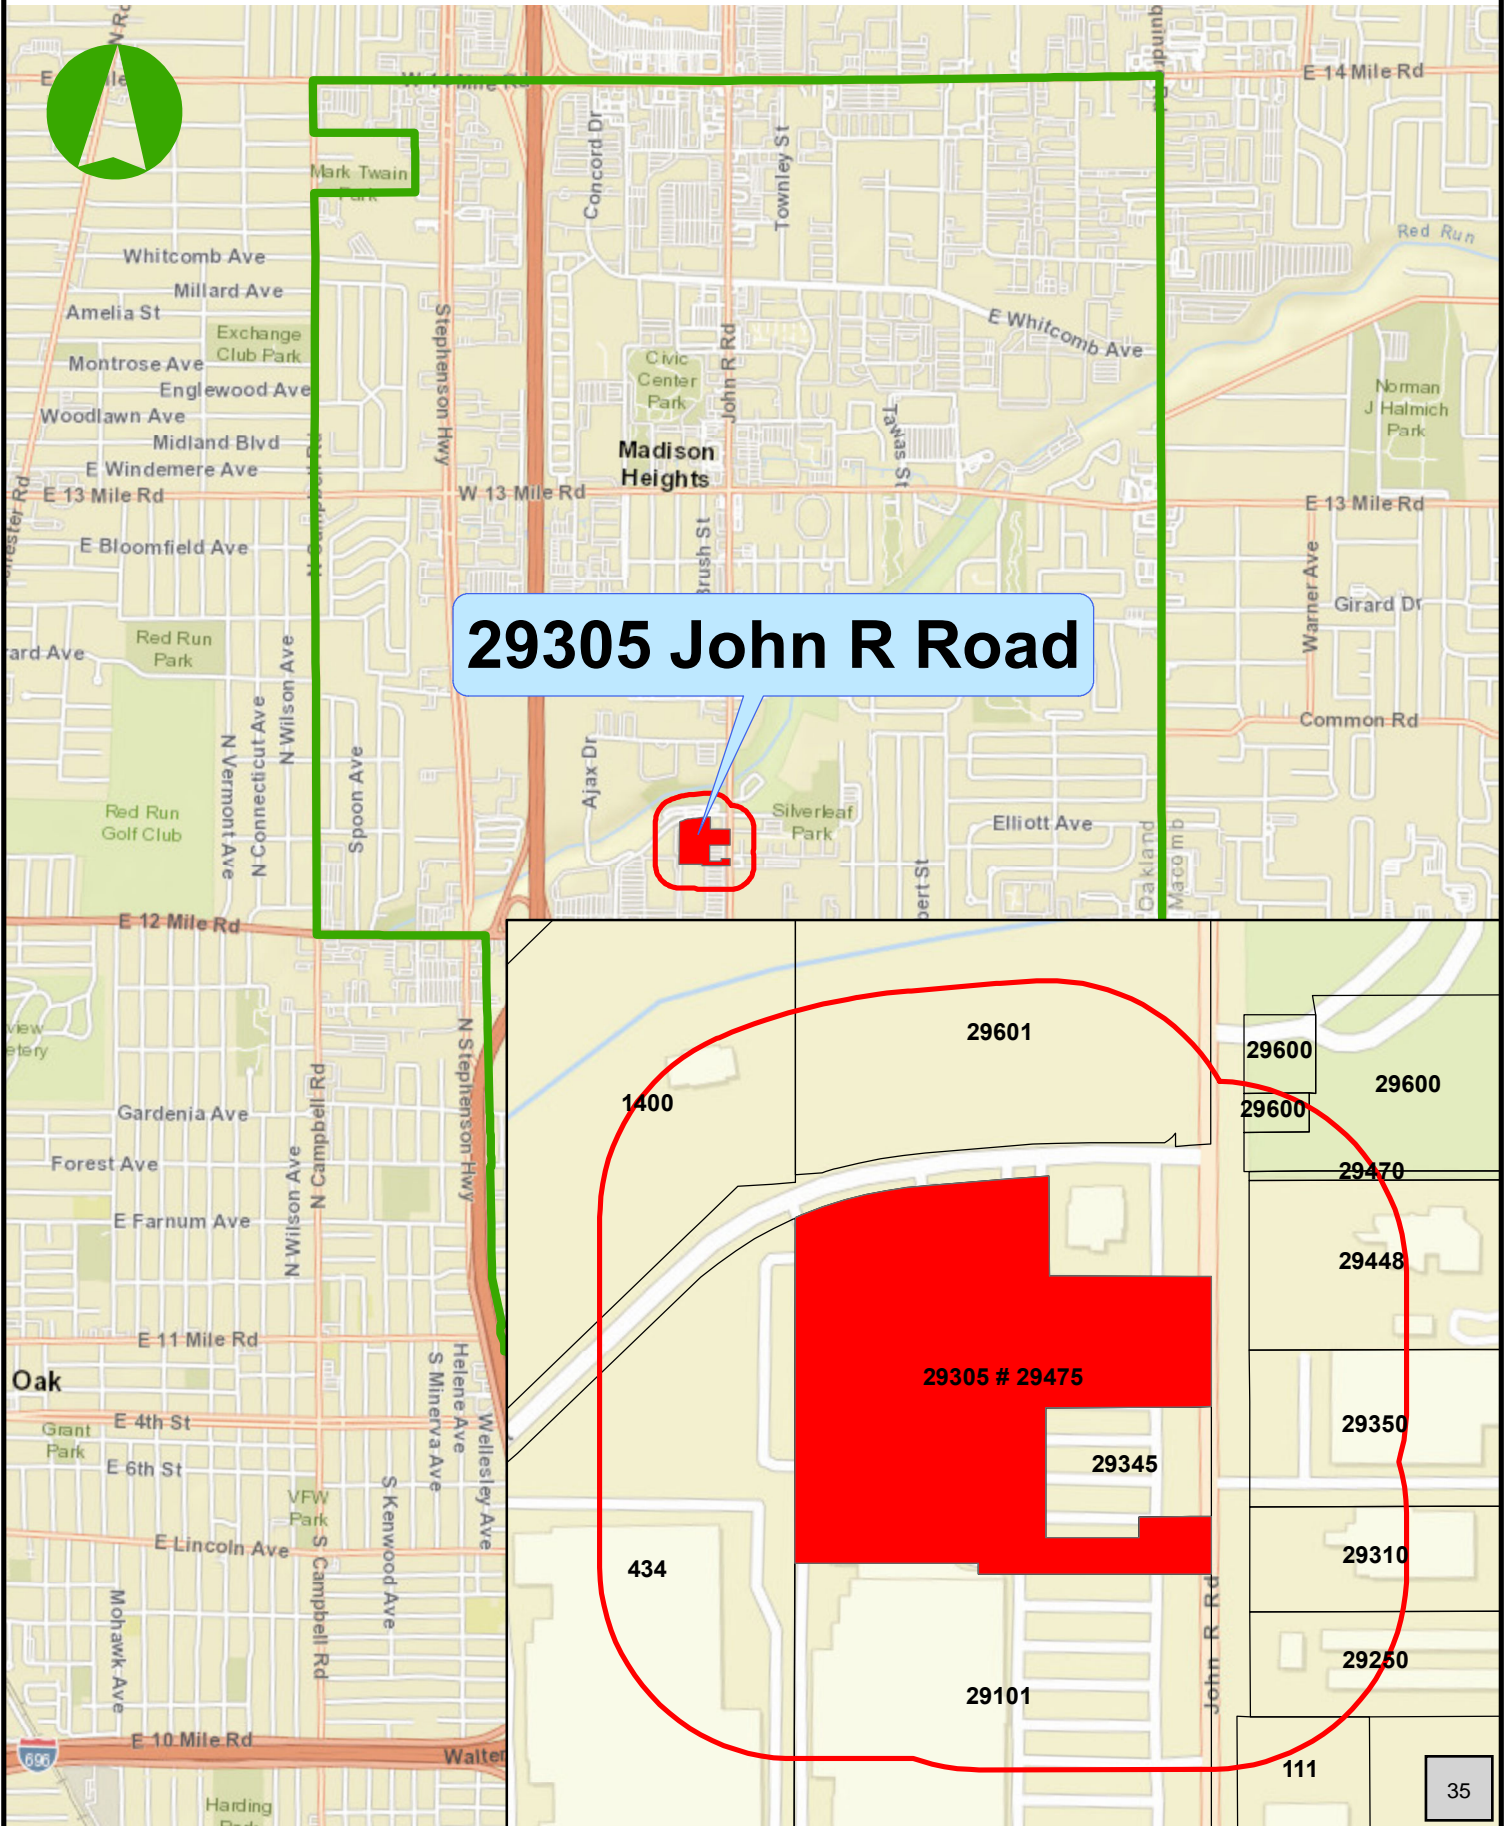 E 14 Mile Rd
Mark Twain
Park
Concord Dr
Townley St
Red Run
Whitcomb Ave
Millard Ave
Amelia St
Exchange
Club Park
Stephenson Hwy
John R Rd
E Whitcomb Ave
Montrose Ave
Englewood Ave
Woodlawn Ave
Midland Blvd
E Windemere Ave
E 13 Mile Rd
Civic
Center
Park
Madison
Heights
Tawas St
Norman
J Halmich
Park
W 13 Mile Rd
E 13 Mile Rd
N Campbell Rd
E Bloomfield Ave
Brush St
Warner Ave
Girard Dr
Red Run
Park
N Wilson Ave
29305 John R Road
N Vermont Ave
N Connecticut Ave
Spoon Ave
Ajax Dr
Common Rd
Red Run
Golf Club
Silverleaf
Park
Elliott Ave
Oakland
Macomb
E 12 Mile Rd
N Stephenson Hwy
N Campbell Rd
Gardenia Ave
Forest Ave
N Wilson Ave
E Farnum Ave
E 11 Mile Rd
Oak
Helene Ave
S Minerva Ave
Wellesley Ave
E 4th St
Grant
Park
E 6th St
VFW
Park
S Kenwood Ave
E Lincoln Ave
S Campbell Rd
Mohawk Ave
E 10 Mile Rd
696
Walter
Harding
29601
29600
29600
29600
1400
29470
29448
29305 # 29475
29350
29345
29310
434
John R Rd
29250
29101
111
35